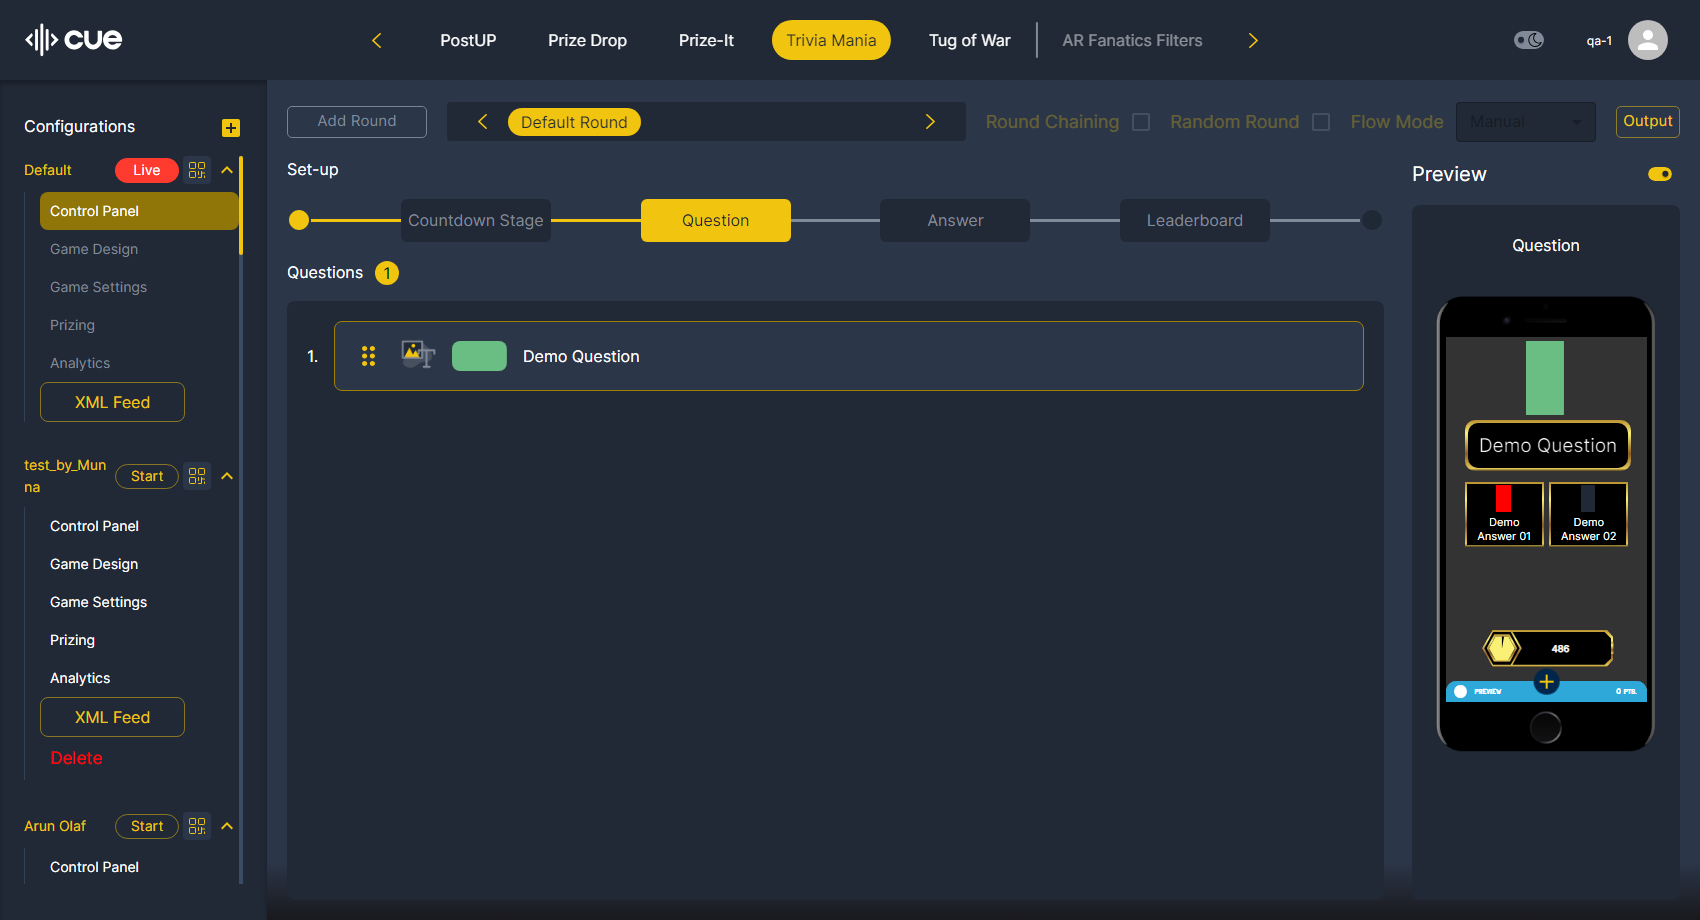 cue
PostUP
Prize Drop
Prize-It
Trivia Mania
Tug of War
AR Fanatics Filters
qa-1
Configurations
Default
Live
Control Panel
Game Design
Game Settings
Prizing
Analytics
XML Feed
test_by_Mun
na
Start
Control Panel
Game Design
Game Settings
Prizing
Analytics
XML Feed
Delete
Arun Olaf
Start
Control Panel
Add Round
Default Round
Round Chaining
Random Round
Flow Mode
Manual
Output
Set-up
Countdown Stage
Question
Answer
Leaderboard
Questions
1
1.
Demo Question
Preview
Question
Demo Question
Demo
Answer 01
Demo
Answer 02
486
PREVIEW
0 PTS.